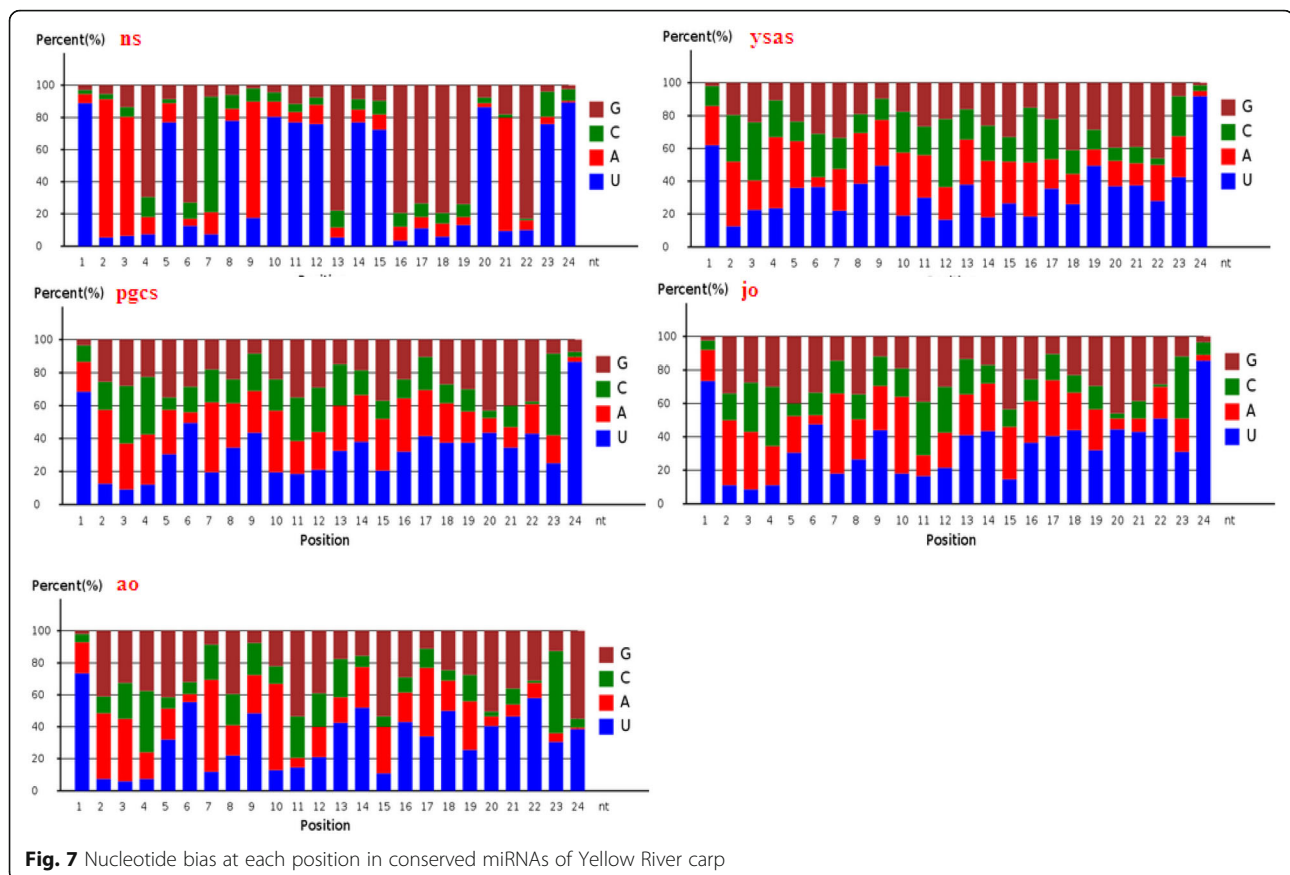 Percent(%) ns
100
80
60
40
20
0
G
C
A
U
1 2 3 4 5 6 7 8 9 10 11 12 13 14 15 16 17 18 19 20 21 22 23 24 nt
Position
Percent(%) ysas
100
80
60
40
20
0
G
C
A
U
1 2 3 4 5 6 7 8 9 10 11 12 13 14 15 16 17 18 19 20 21 22 23 24 nt
Percent(%) pgcs
100
80
60
40
20
0
G
C
A
U
1 2 3 4 5 6 7 8 9 10 11 12 13 14 15 16 17 18 19 20 21 22 23 24 nt
Position
Percent(%) jo
100
80
60
40
20
0
G
C
A
U
1 2 3 4 5 6 7 8 9 10 11 12 13 14 15 16 17 18 19 20 21 22 23 24 nt
Position
Percent(%) ao
100
80
60
40
20
0
G
C
A
U
1 2 3 4 5 6 7 8 9 10 11 12 13 14 15 16 17 18 19 20 21 22 23 24 nt
Position
Fig. 7 Nucleotide bias at each position in conserved miRNAs of Yellow River carp